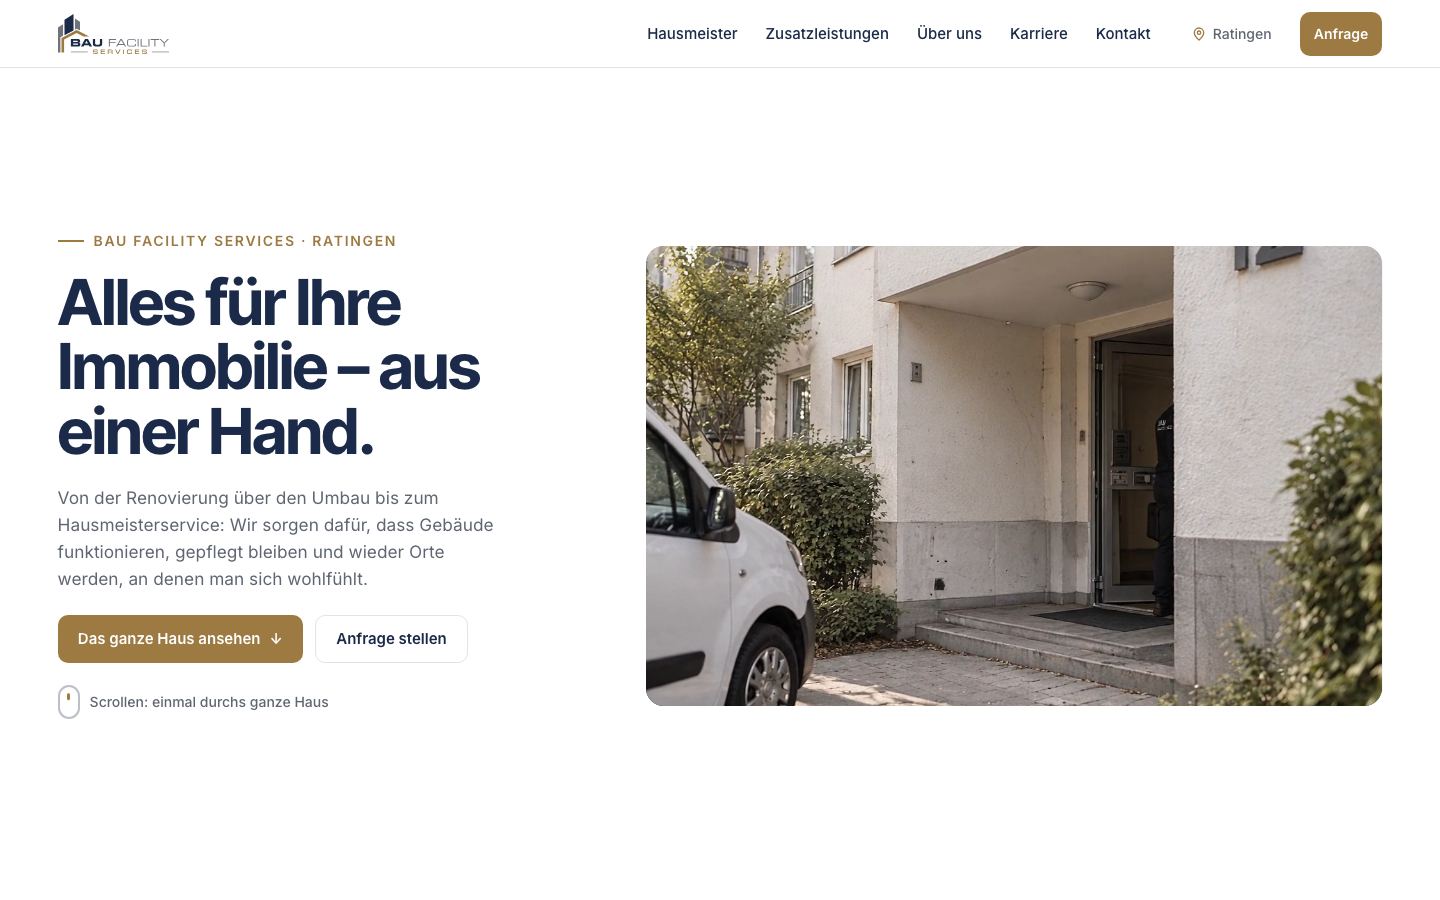 BAU FACILITY
SERVICES
Hausmeister
Zusatzleistungen
Über uns
Karriere
Kontakt
Ratingen
Anfrage
BAU FACILITY SERVICES · RATINGEN
Alles für Ihre
Immobilie – aus
einer Hand.
Von der Renovierung über den Umbau bis zum
Hausmeisterservice: Wir sorgen dafür, dass Gebäude
funktionieren, gepflegt bleiben und wieder Orte
werden, an denen man sich wohlfühlt.
Das ganze Haus ansehen ↓
Anfrage stellen
Scrollen: einmal durchs ganze Haus